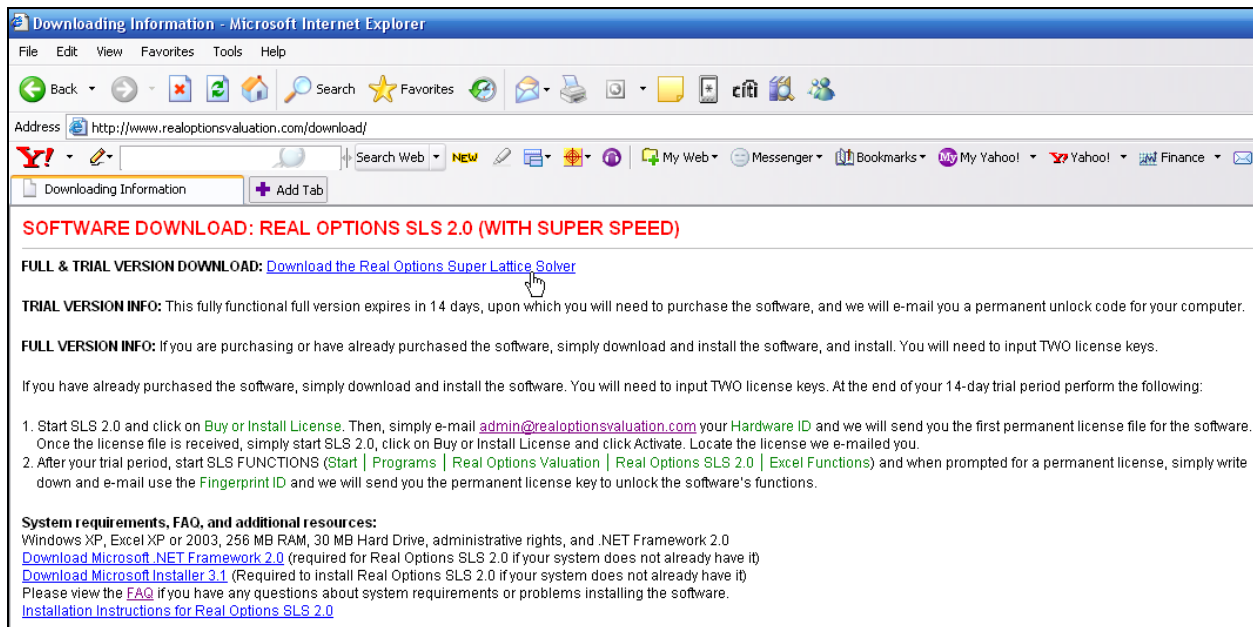 Downloading Information - Microsoft Internet Explorer
File Edit View Favorites Tools Help
Back Search Favorites citi
Address http://www.realoptionsvaluation.com/download/
Y! Search Web NEW My Web Messenger Bookmarks My My Yahoo! Y! Yahoo! Finance
Downloading Information Add Tab
SOFTWARE DOWNLOAD: REAL OPTIONS SLS 2.0 (WITH SUPER SPEED)
FULL & TRIAL VERSION DOWNLOAD: Download the Real Options Super Lattice Solver
TRIAL VERSION INFO: This fully functional full version expires in 14 days, upon which you will need to purchase the software, and we will e-mail you a permanent unlock code for your computer.
FULL VERSION INFO: If you are purchasing or have already purchased the software, simply download and install the software, and install. You will need to input TWO license keys.
If you have already purchased the software, simply download and install the software. You will need to input TWO license keys. At the end of your 14-day trial period perform the following:
1. Start SLS 2.0 and click on Buy or Install License. Then, simply e-mail admin@realoptionsvaluation.com your Hardware ID and we will send you the first permanent license file for the software.
Once the license file is received, simply start SLS 2.0, click on Buy or Install License and click Activate. Locate the license we e-mailed you.
2. After your trial period, start SLS FUNCTIONS (Start | Programs | Real Options Valuation | Real Options SLS 2.0 | Excel Functions) and when prompted for a permanent license, simply write
down and e-mail use the Fingerprint ID and we will send you the permanent license key to unlock the software's functions.
System requirements, FAQ, and additional resources:
Windows XP, Excel XP or 2003, 256 MB RAM, 30 MB Hard Drive, administrative rights, and .NET Framework 2.0
Download Microsoft .NET Framework 2.0 (required for Real Options SLS 2.0 if your system does not already have it)
Download Microsoft Installer 3.1 (Required to install Real Options SLS 2.0 if your system does not already have it)
Please view the FAQ if you have any questions about system requirements or problems installing the software.
Installation Instructions for Real Options SLS 2.0